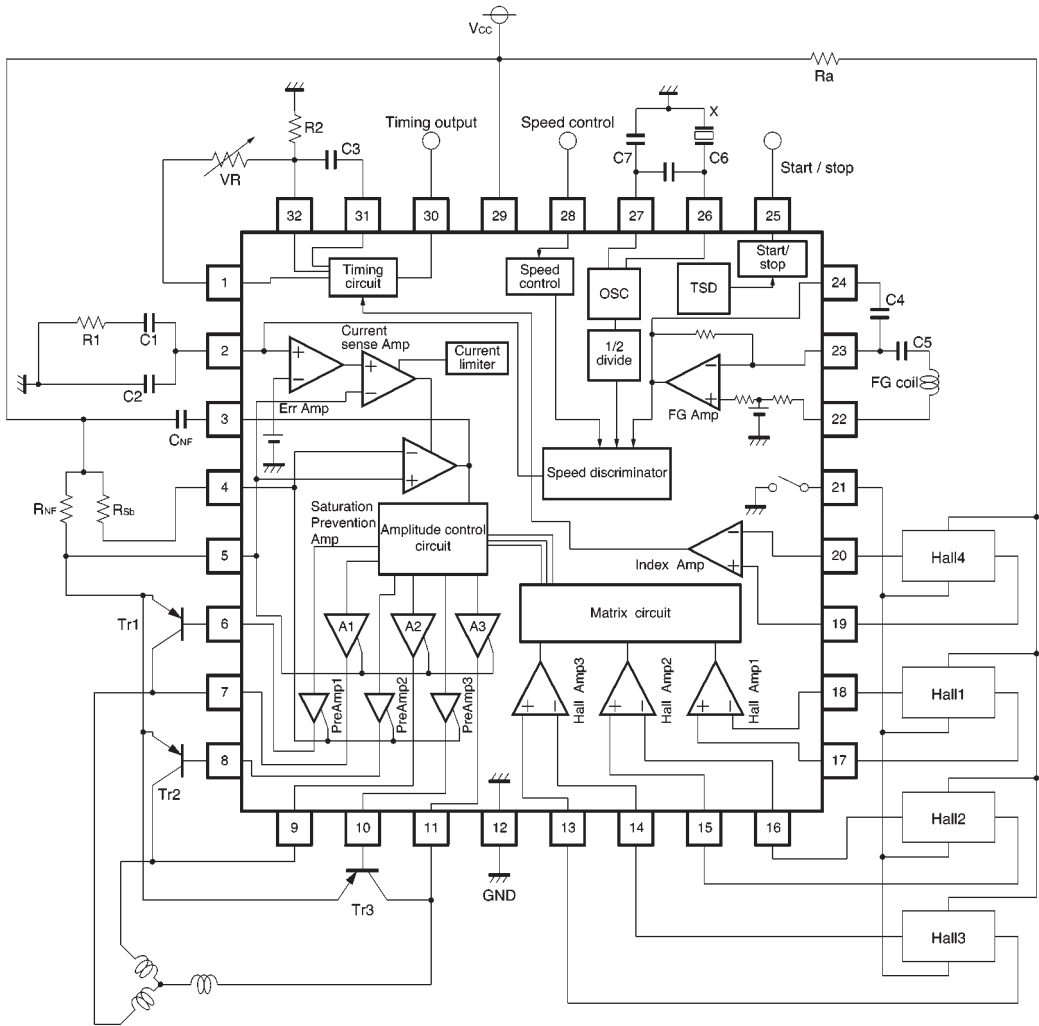 Vcc
Ra
R2
Timing output
Speed control
X
C7
C6
Start / stop
VR
C3
32
31
30
29
28
27
26
25
1
Timing
circuit
Speed
control
OSC
TSD
Start/
stop
24
C4
R1
C1
2
C2
Current
sense Amp
Current
limiter
Err Amp
1/2
divide
FG Amp
23
C5
FG coil
22
CNF
3
RNF
RSb
4
Saturation
Prevention
Amp
Amplitude control
circuit
Speed discriminator
21
5
Index Amp
20
Hall4
Tr1
6
A1
A2
A3
Matrix circuit
19
7
PreAmp1
PreAmp2
PreAmp3
Hall Amp3
Hall Amp2
Hall Amp1
18
Hall1
Tr2
8
17
9
10
11
12
13
14
15
16
Hall2
GND
Tr3
Hall3